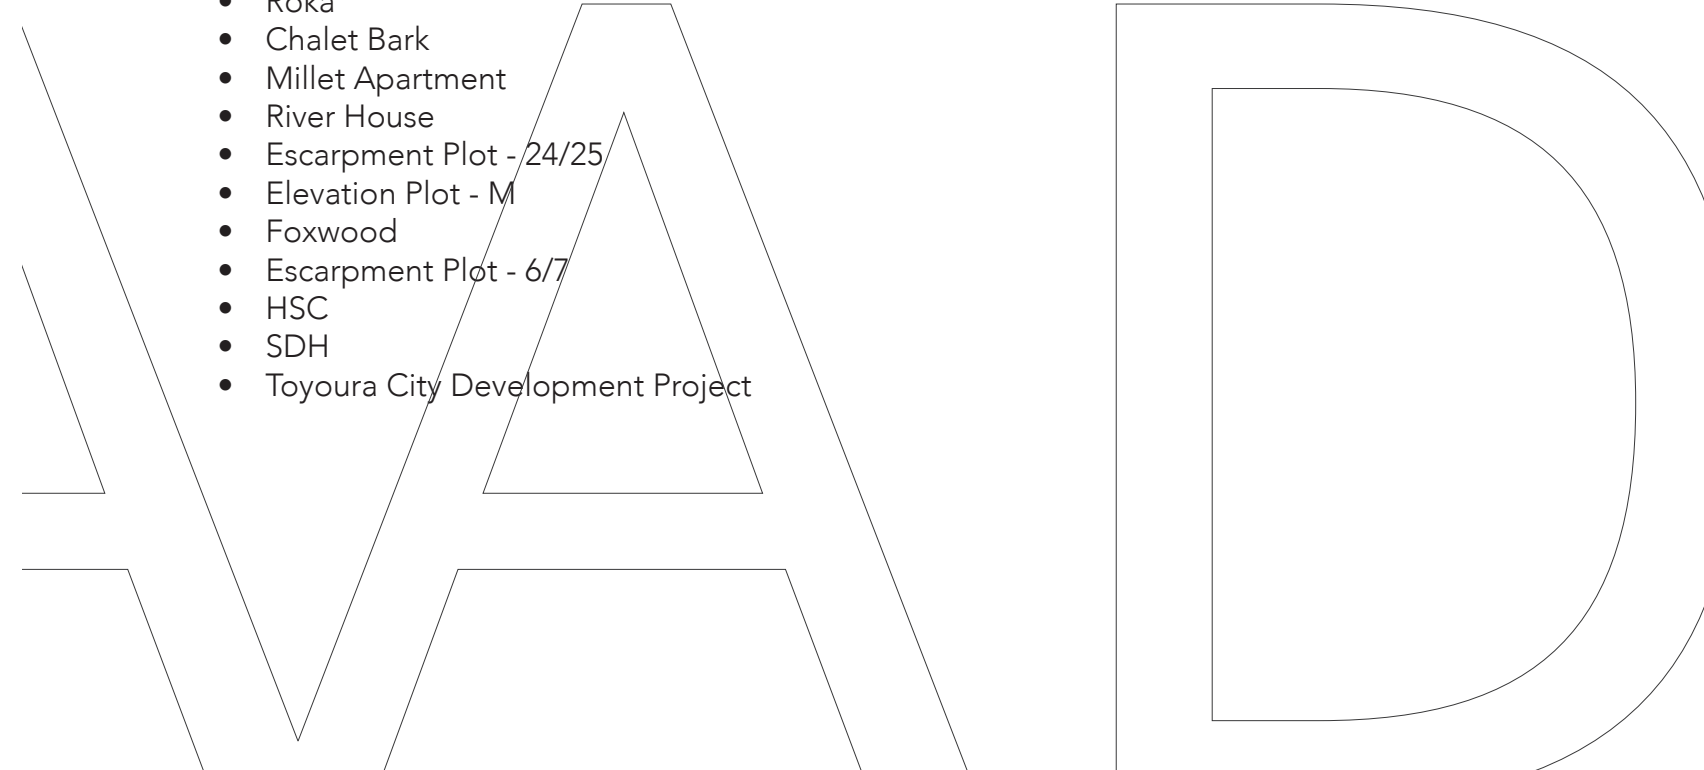 Roka
Chalet Bark
Millet Apartment
River House
Escarpment Plot - 24/25
Elevation Plot - M
Foxwood
Escarpment Plot - 6/7
HSC
SDH
Toyoura City Development Project
A A D